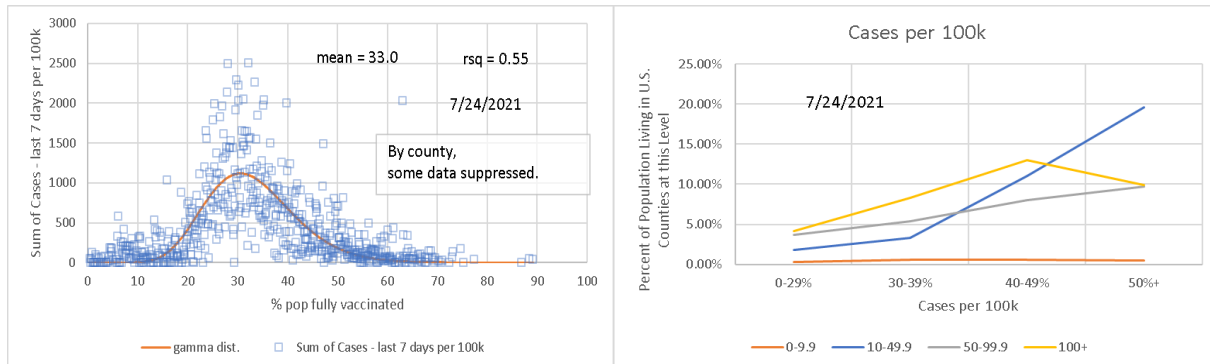 Sum of Cases - last 7 days per 100k
3000
2500
2000
1500
1000
500
0
mean = 33.0
rsq = 0.55
7/24/2021
By county,
some data suppressed.
0 10 20 30 40 50 60 70 80 90 100
% pop fully vaccinated
gamma dist.
Sum of Cases - last 7 days per 100k
Cases per 100k
Percent of Population Living in U.S.
Counties at this Level
25.00%
20.00%
15.00%
10.00%
5.00%
0.00%
7/24/2021
0-29% 30-39% 40-49% 50%+
Cases per 100k
0-9.9 10-49.9 50-99.9 100+